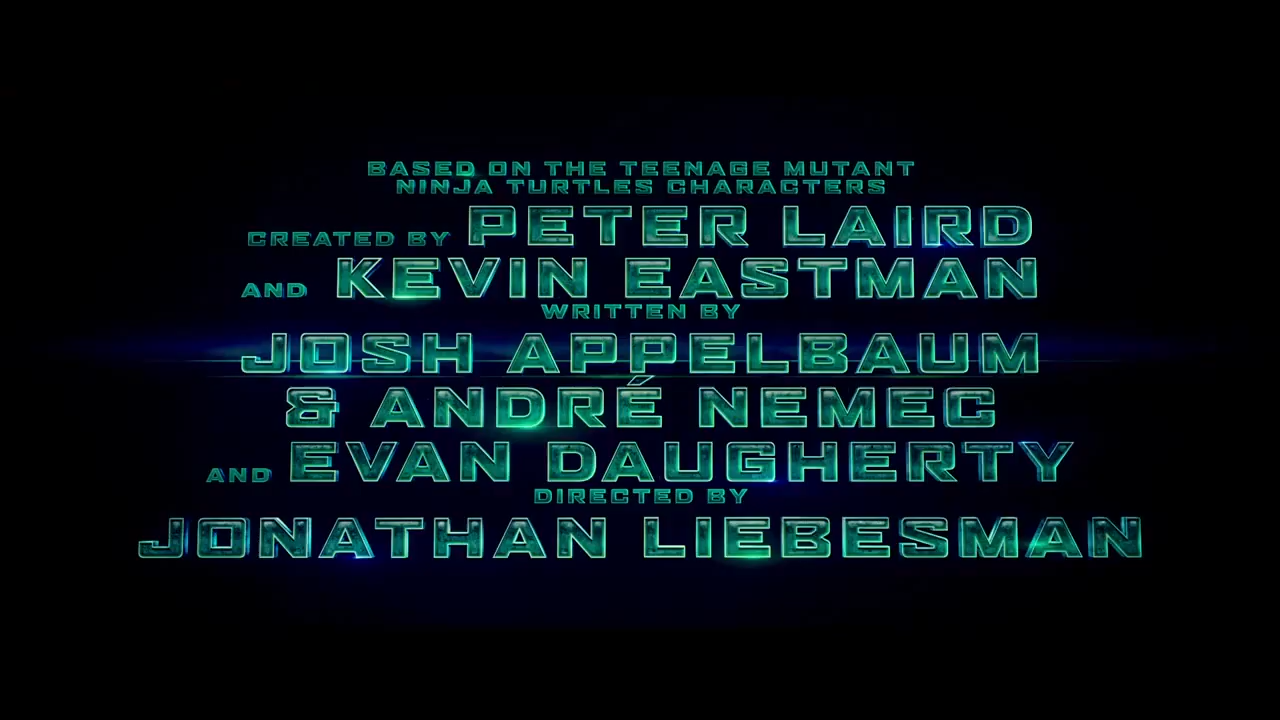 BASED ON THE TEENAGE MUTANT
NINJA TURTLES CHARACTERS
CREATED BY PETER LAIRD
AND KEVIN EASTMAN
WRITTEN BY
JOSH APPELBAUM
& ANDRÉ NEMEC
AND EVAN DAUGHERTY
DIRECTED BY
JONATHAN LIEBESMAN